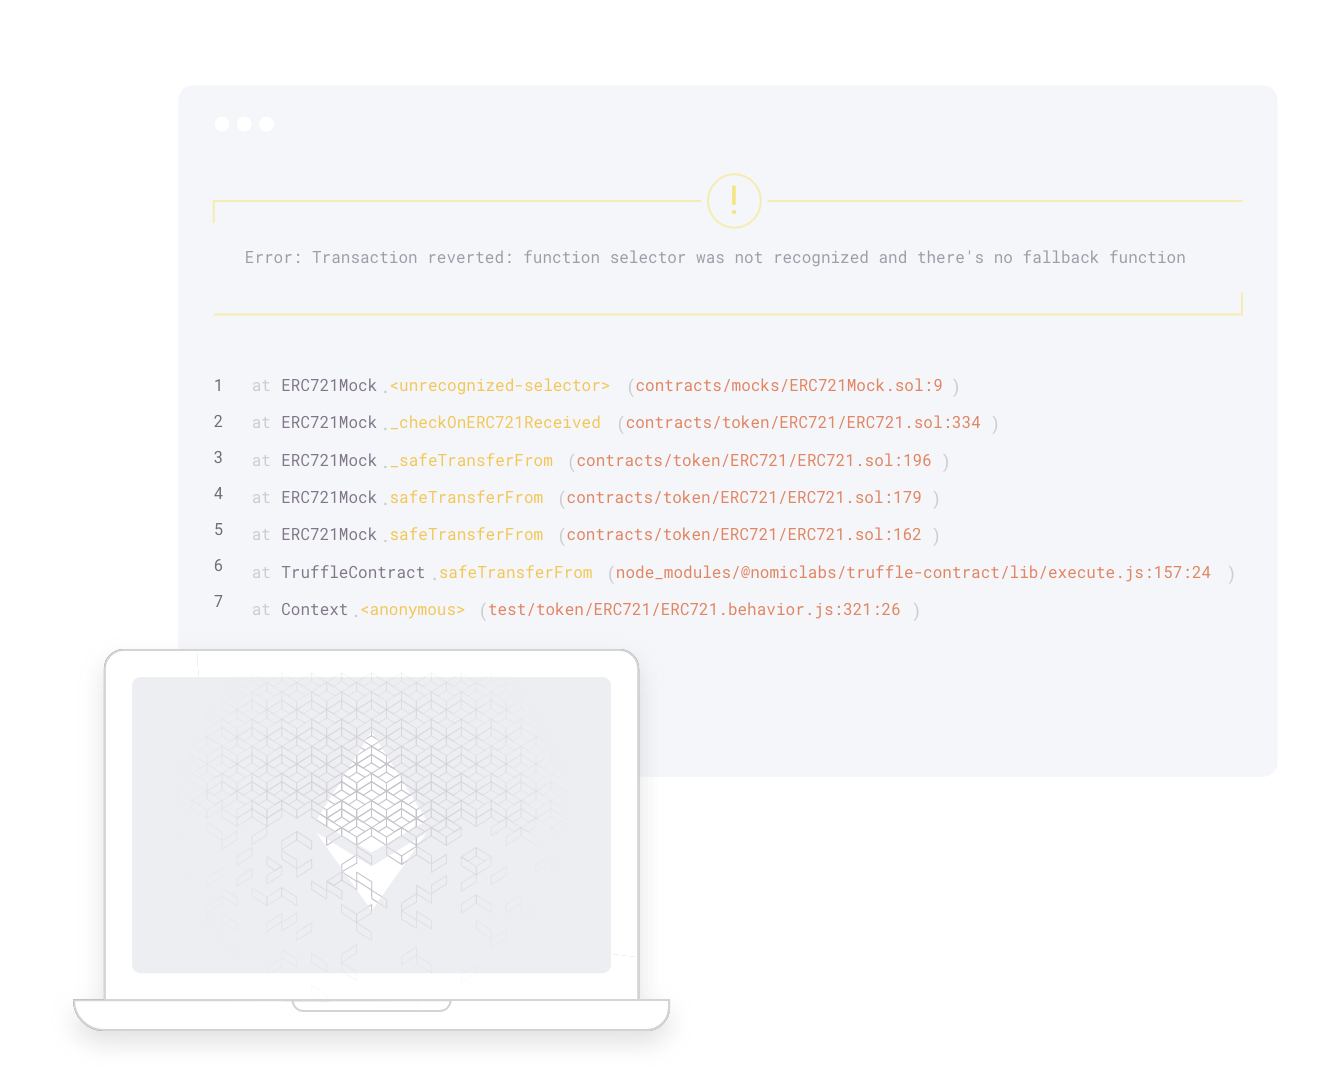 !
Error: Transaction reverted: function selector was not recognized and there's no fallback function
1 at ERC721Mock.<unrecognized-selector> (contracts/mocks/ERC721Mock.sol:9 )
2 at ERC721Mock._checkOnERC721Received (contracts/token/ERC721/ERC721.sol:334 )
3 at ERC721Mock._safeTransferFrom (contracts/token/ERC721/ERC721.sol:196 )
4 at ERC721Mock.safeTransferFrom (contracts/token/ERC721/ERC721.sol:179 )
5 at ERC721Mock.safeTransferFrom (contracts/token/ERC721/ERC721.sol:162 )
6 at TruffleContract.safeTransferFrom (node_modules/@nomiclabs/truffle-contract/lib/execute.js:157:24 )
7 at Context.<anonymous> (test/token/ERC721/ERC721.behavior.js:321:26 )